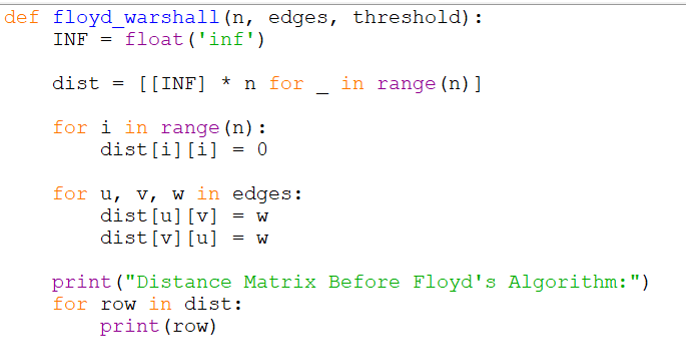 def floyd_warshall(n, edges, threshold):
    INF = float('inf')

    dist = [[INF] * n for _ in range(n)]

    for i in range(n):
        dist[i][i] = 0

    for u, v, w in edges:
        dist[u][v] = w
        dist[v][u] = w

    print("Distance Matrix Before Floyd's Algorithm:")
    for row in dist:
        print(row)